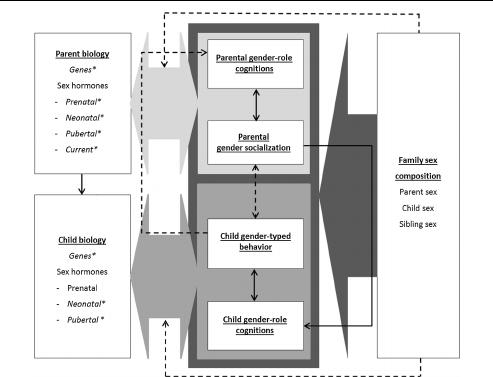 Parent biology
Genes*
Sex hormones
- Prenatal*
- Neonatal*
- Pubertal*
- Current*
Parental gender-role
cognitions
Parental
gender socialization
Family sex
composition
Parent sex
Child sex
Sibling sex
Child biology
Genes*
Sex hormones
- Prenatal
- Neonatal*
- Pubertal *
Child gender-typed
behavior
Child gender-role
cognitions